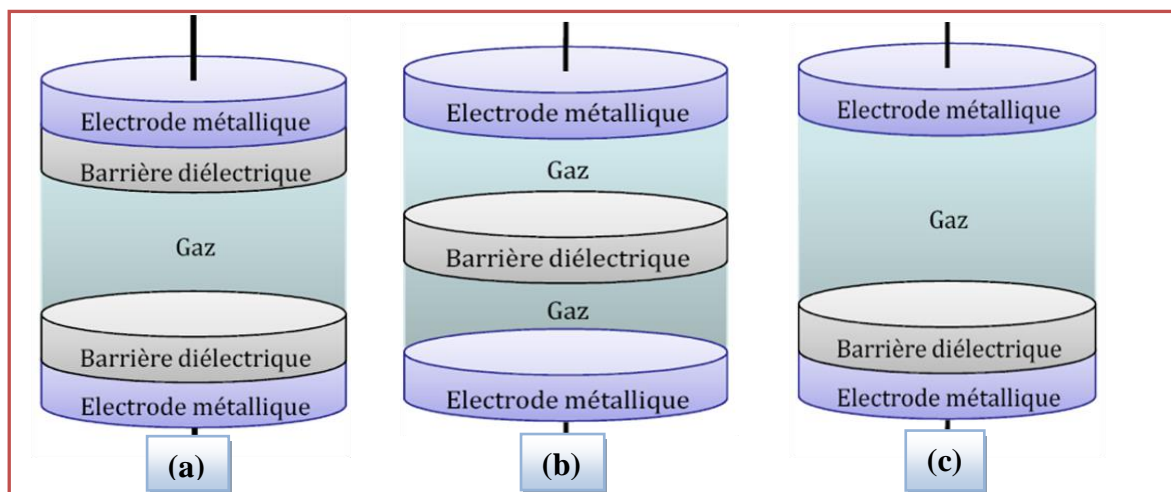 Electrode métallique
Barrière diélectrique
Gaz
Barrière diélectrique
Electrode métallique
(a)
Electrode métallique
Gaz
Barrière diélectrique
Gaz
Electrode métallique
(b)
Electrode métallique
Gaz
Barrière diélectrique
Electrode métallique
(c)